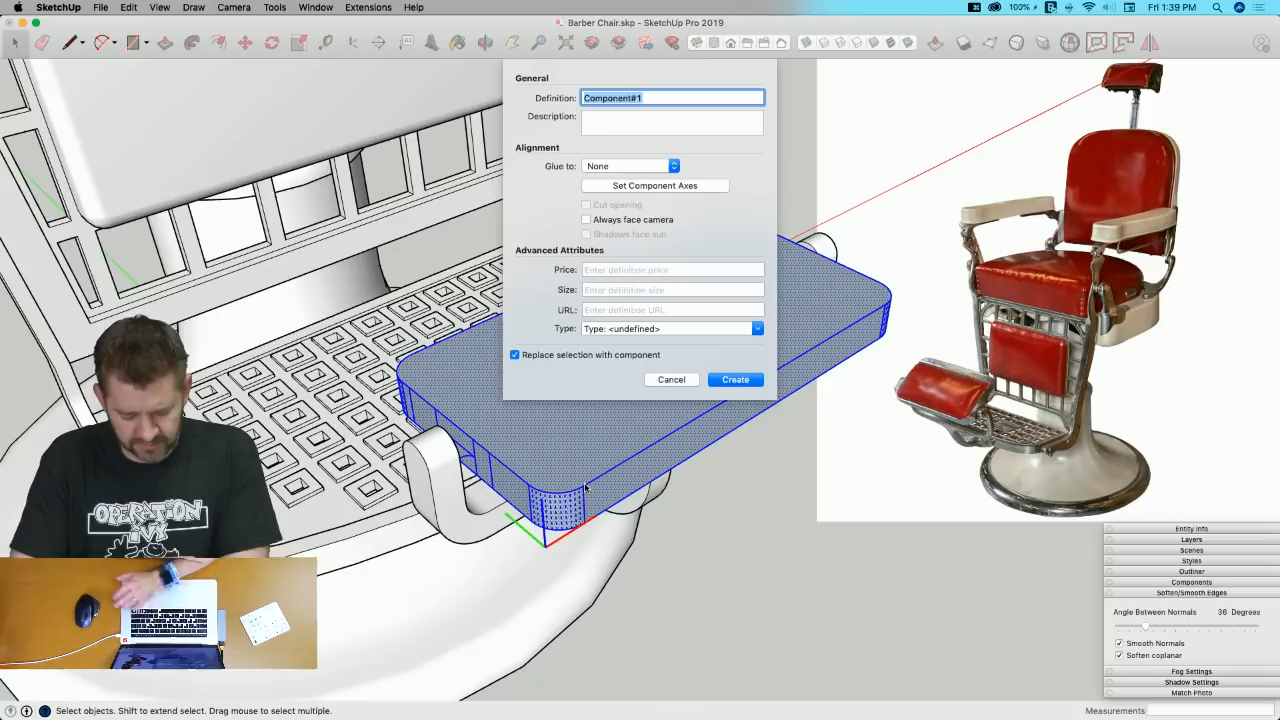 SketchUp File Edit View Camera Draw Tools Window Extensions Help 100% Fri 1:39 PM
Barber Chair.skp - SketchUp Pro 2019
General
Definition: Component#1
Description:
Alignment
Glue to: None
Set Component Axes
Cut opening
Always face camera
Shadows face sun
Advanced Attributes
Price: Enter definition price
Size: Enter definition size
URL: Enter definition URL
Type: Type: <undefined>
Replace selection with component
Cancel Create
OPERATION
IVY
Entity Info
Layers
Scenes
Styles
Outliner
Components
Soften/Smooth Edges
Angle Between Normals 36 Degrees
Smooth Normals
Soften coplanar
Fog Settings
Shadow Settings
Match Photo
Select objects. Shift to extend select. Drag mouse to select multiple. Measurements